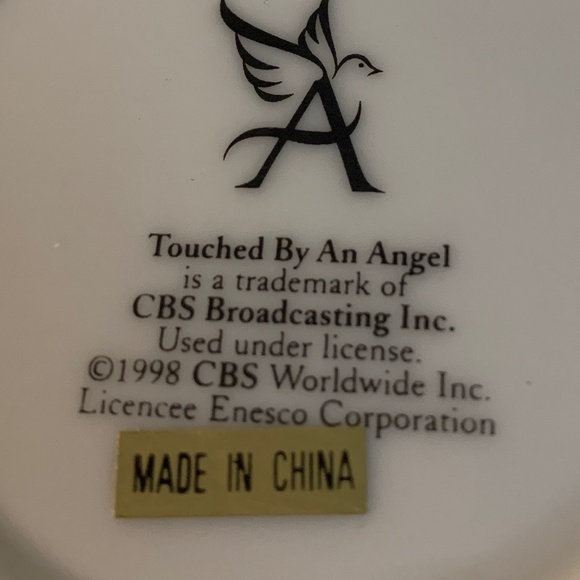 A
Touched By An Angel
is a trademark of
CBS Broadcasting Inc.
Used under license.
©1998 CBS Worldwide Inc.
Licencee Enesco Corporation
MADE IN CHINA